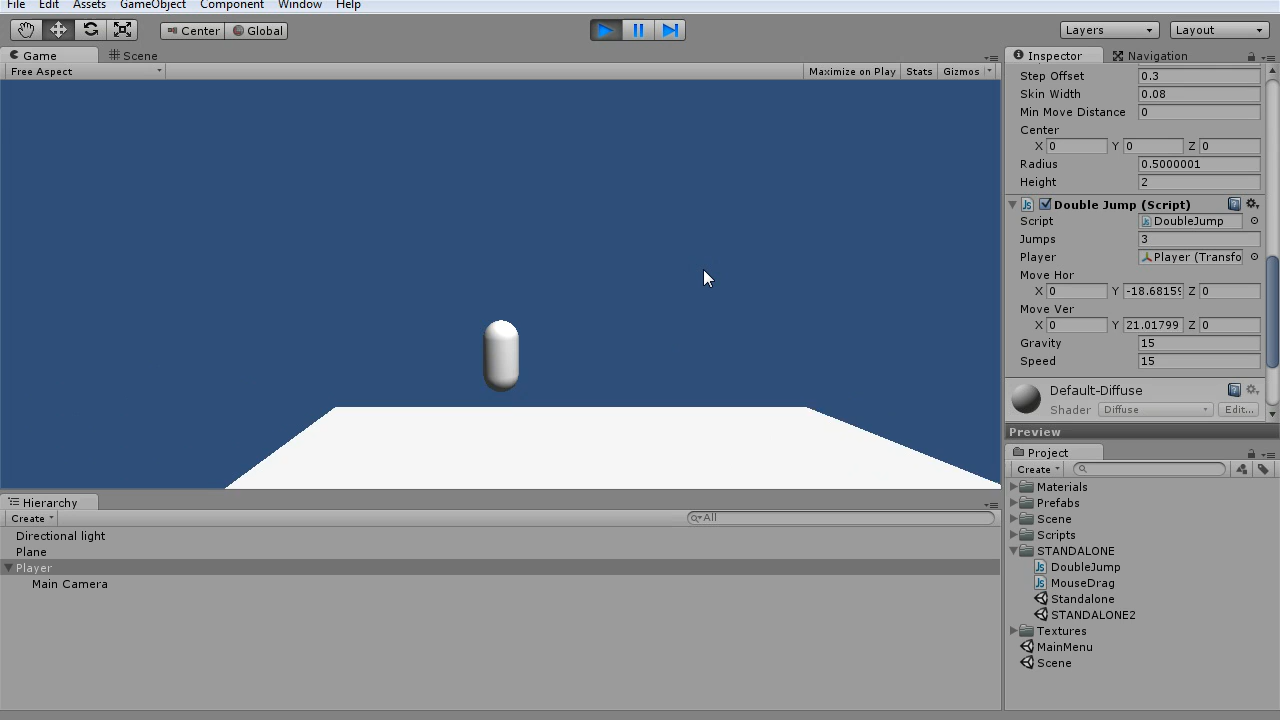 File Edit Assets GameObject Component Window Help
Center Global Layers Layout
Game Scene
Free Aspect Maximize on Play Stats Gizmos
Inspector Navigation
Step Offset 0.3
Skin Width 0.08
Min Move Distance 0
Center
X 0 Y 0 Z 0
Radius 0.5000001
Height 2
Double Jump (Script)
Script DoubleJump
Jumps 3
Player Player (Transfo
Move Hor
X 0 Y -18.68159 Z 0
Move Ver
X 0 Y 21.01799 Z 0
Gravity 15
Speed 15
Default-Diffuse
Shader Diffuse Edit...
Preview
Project
Create
Materials
Prefabs
Scene
Scripts
STANDALONE
DoubleJump
MouseDrag
Standalone
STANDALONE2
Textures
MainMenu
Scene
Hierarchy
Create All
Directional light
Plane
Player
Main Camera